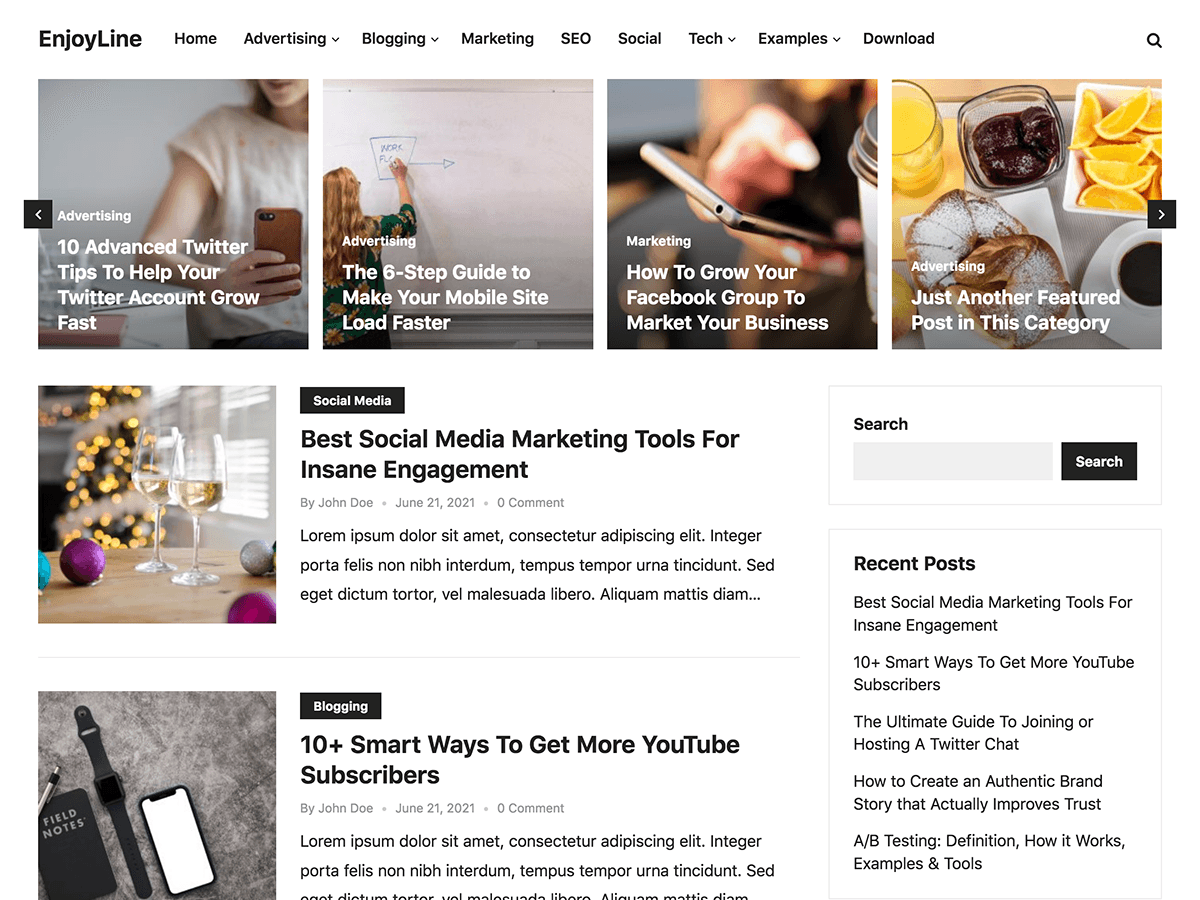 EnjoyLine
Home Advertising Blogging Marketing SEO Social Tech Examples Download
Advertising
10 Advanced Twitter
Tips To Help Your
Twitter Account Grow
Fast
WORK
Advertising
The 6-Step Guide to
Make Your Mobile Site
Load Faster
Marketing
How To Grow Your
Facebook Group To
Market Your Business
Advertising
Just Another Featured
Post in This Category
Social Media
Best Social Media Marketing Tools For
Insane Engagement
By John Doe • June 21, 2021 • 0 Comment
Lorem ipsum dolor sit amet, consectetur adipiscing elit. Integer
porta felis non nibh interdum, tempus tempor urna tincidunt. Sed
eget dictum tortor, vel malesuada libero. Aliquam mattis diam...
FIELD
NOTES
Blogging
10+ Smart Ways To Get More YouTube
Subscribers
By John Doe • June 21, 2021 • 0 Comment
Lorem ipsum dolor sit amet, consectetur adipiscing elit. Integer
porta felis non nibh interdum, tempus tempor urna tincidunt. Sed
eget dictum tortor, vel malesuada libero. Aliquam mattis diam
Search
Search
Recent Posts
Best Social Media Marketing Tools For
Insane Engagement
10+ Smart Ways To Get More YouTube
Subscribers
The Ultimate Guide To Joining or
Hosting A Twitter Chat
How to Create an Authentic Brand
Story that Actually Improves Trust
A/B Testing: Definition, How it Works,
Examples & Tools